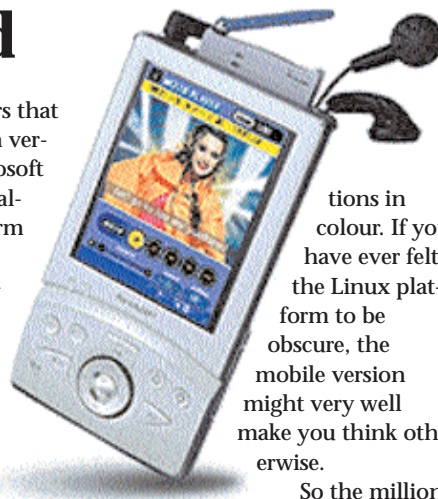 d
rs that
n ver-
osoft
al-
rm
tions in
colour. If you
have ever felt
the Linux plat-
form to be
obscure, the
mobile version
might very well
make you think oth-
erwise.
So the million